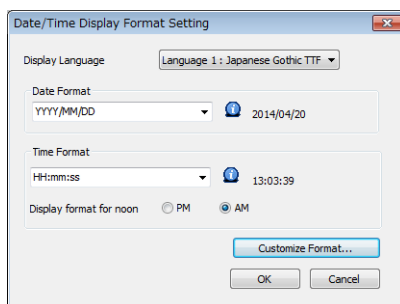 Date/Time Display Format Setting
Display Language
Language 1 : Japanese Gothic TTF
Date Format
YYYY/MM/DD
2014/04/20
Time Format
HH:mm:ss
13:03:39
Display format for noon
PM
AM
Customize Format...
OK
Cancel